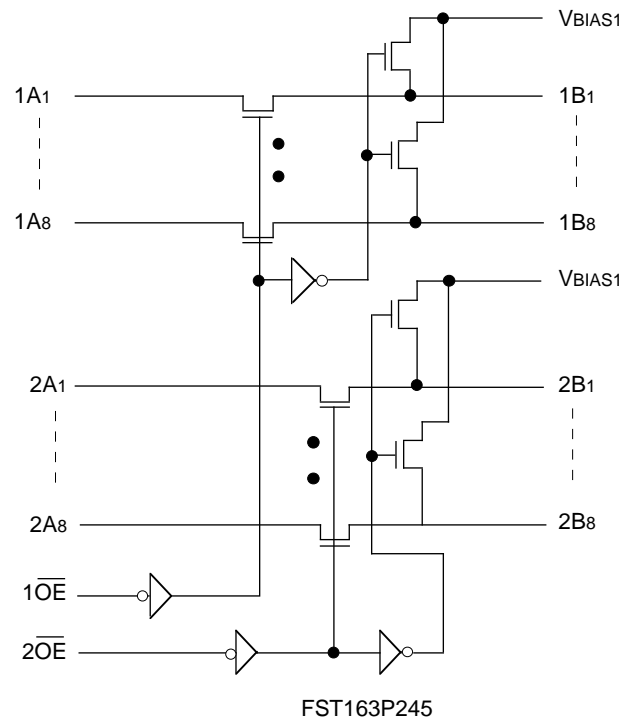 VBIAS1
1A1
1B1
1A8
1B8
VBIAS1
2A1
2B1
2A8
2B8
1OE
2OE
FST163P245